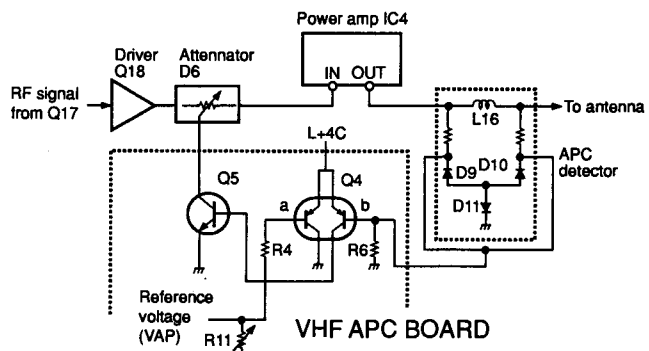 Power amp IC4
Driver
Q18
Attennator
D6
IN OUT
RF signal
from Q17
L16
To antenna
L+4C
Q5
Q4
a
b
D9
D10
APC
detector
D11
R4
R6
Reference
voltage
(VAP)
R11
VHF APC BOARD